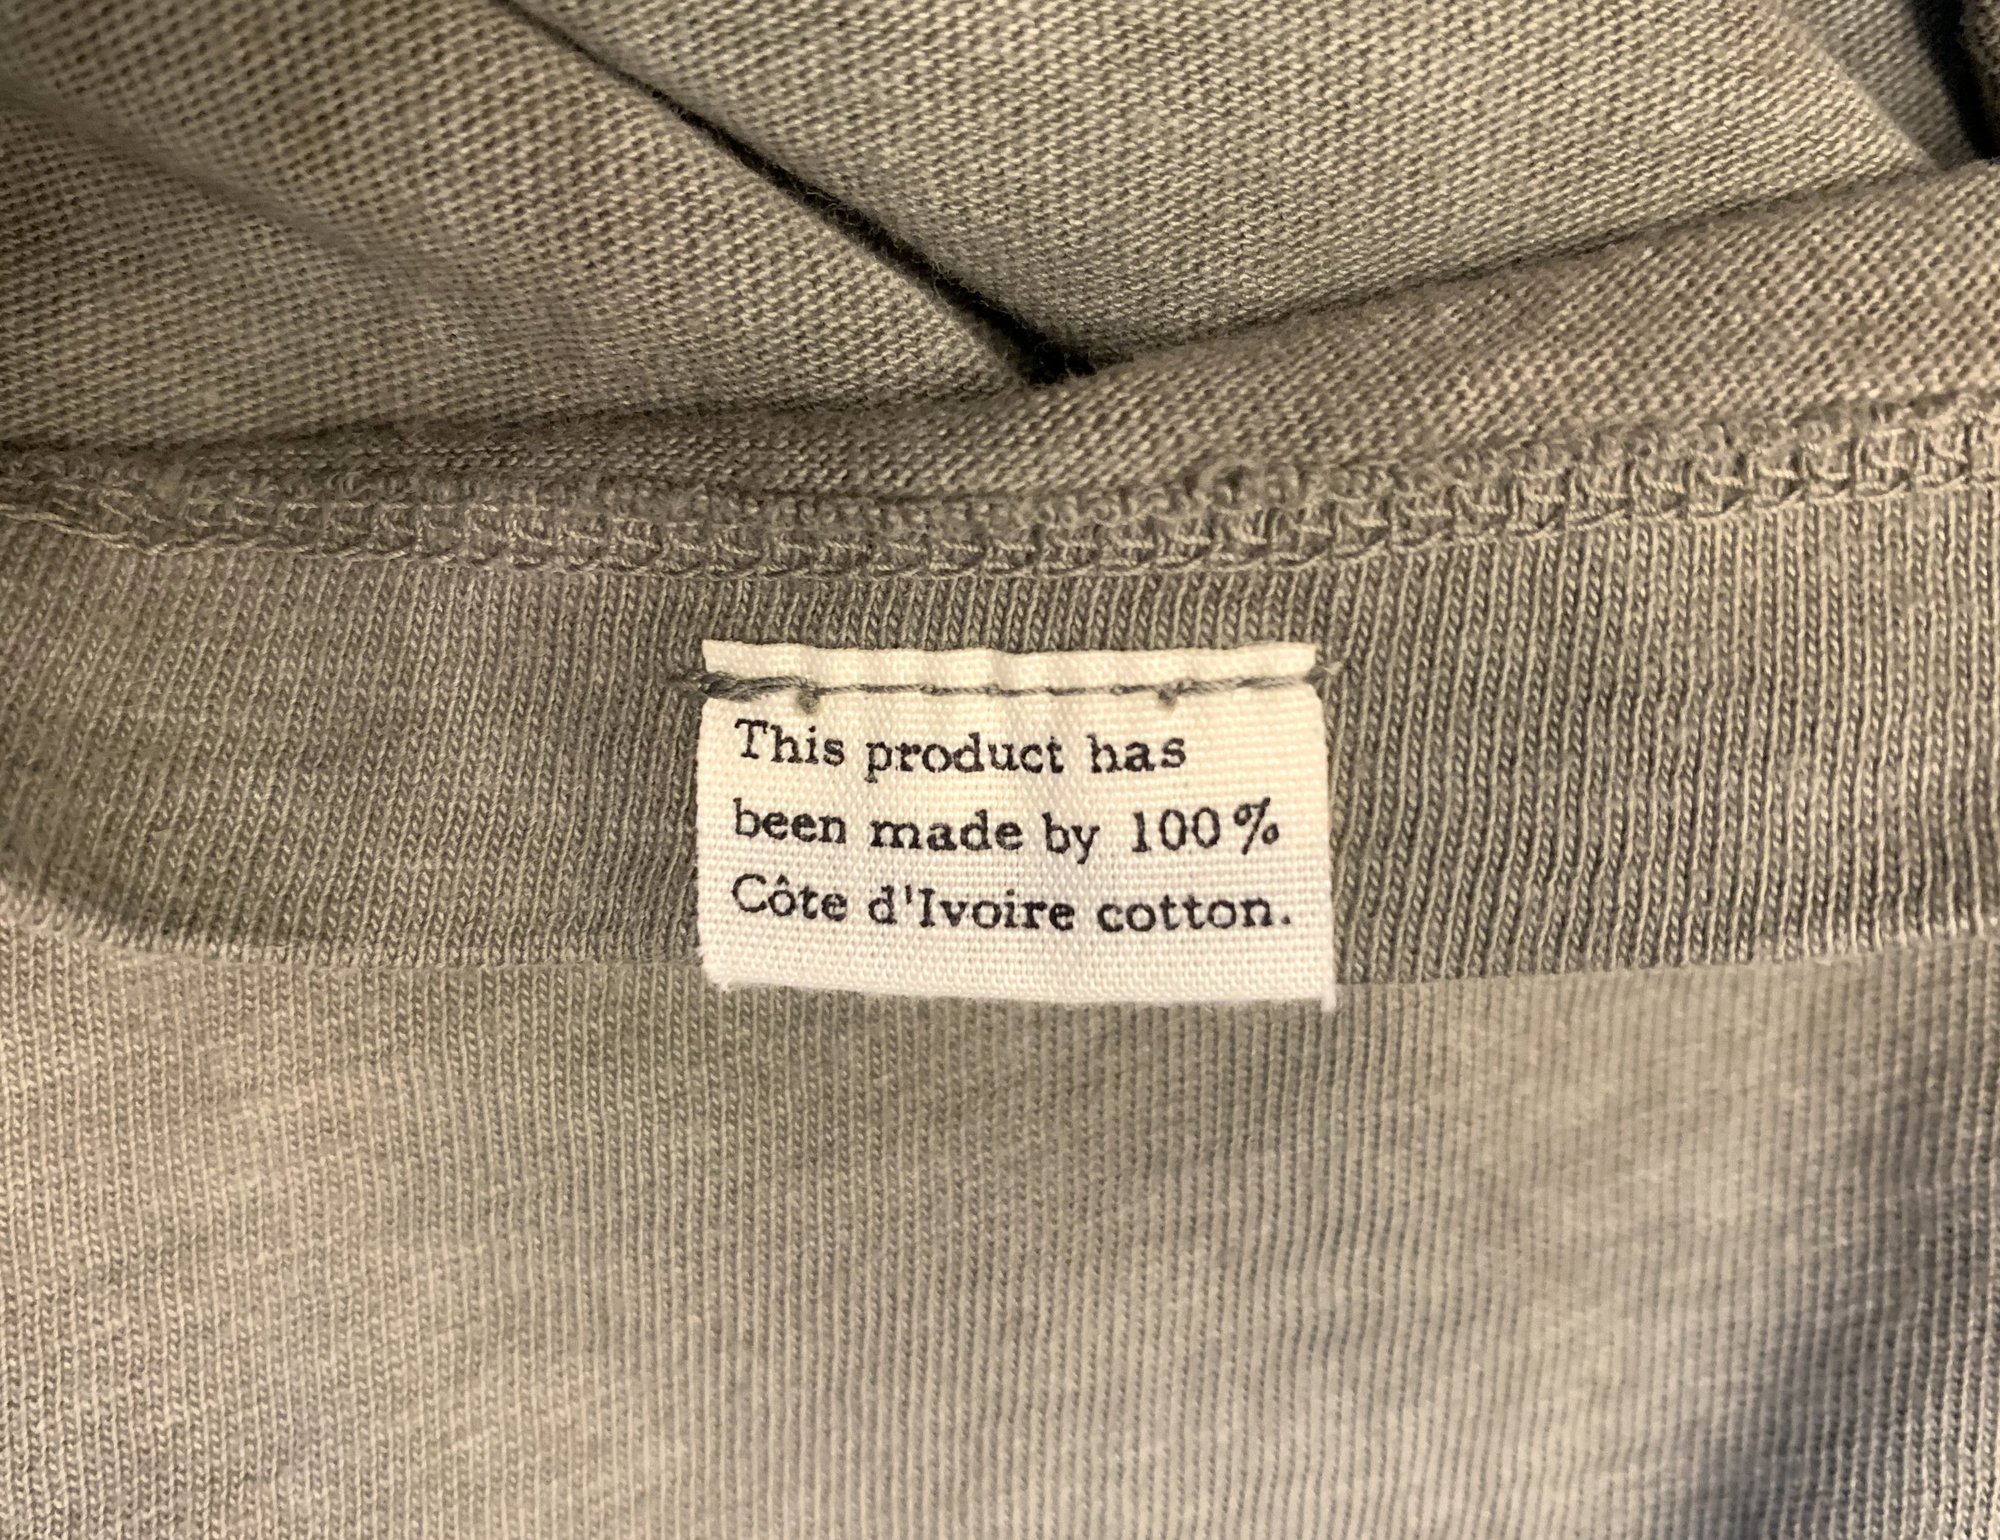 This product has
been made by 100%
Côte d'Ivoire cotton.